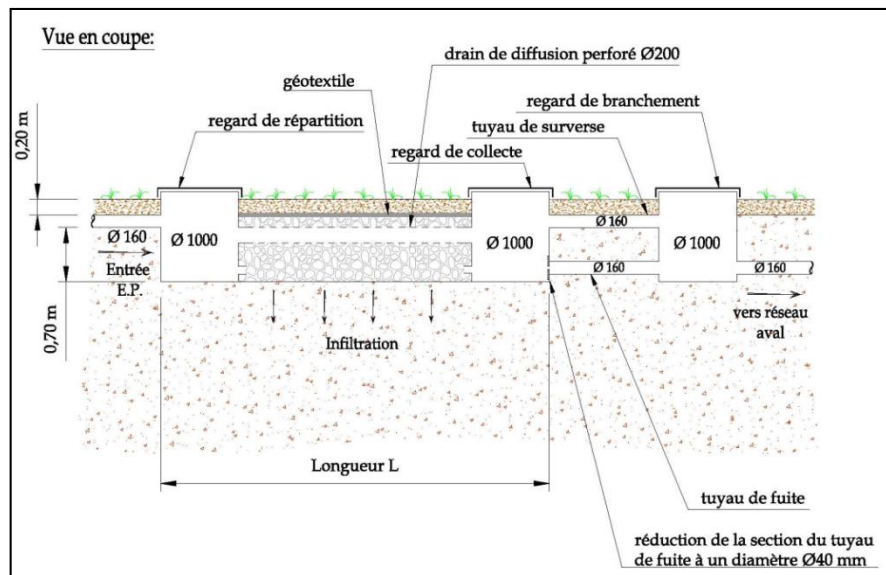 Vue en coupe:
drain de diffusion perforé Ø200
géotextile
regard de branchement
regard de répartition
tuyau de surverse
regard de collecte
0,20 m
Ø 160
Ø 160
Ø 1000
Ø 1000
Ø 1000
Entrée
E.P.
Ø 160
Ø 160
0,70 m
Infiltration
vers réseau
aval
Longueur L
tuyau de fuite
réduction de la section du tuyau
de fuite à un diamètre Ø40 mm